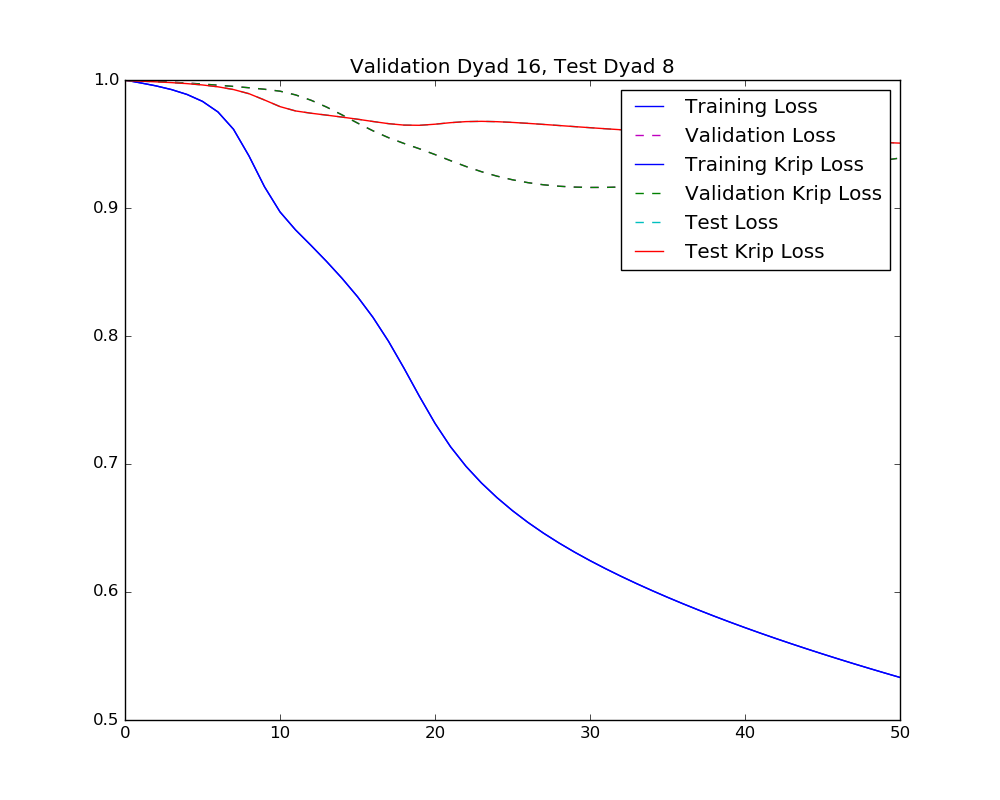 Validation Dyad 16, Test Dyad 8
1.0
0.9
0.8
0.7
0.6
0.5
0 10 20 30 40 50
Training Loss
Validation Loss
Training Krip Loss
Validation Krip Loss
Test Loss
Test Krip Loss